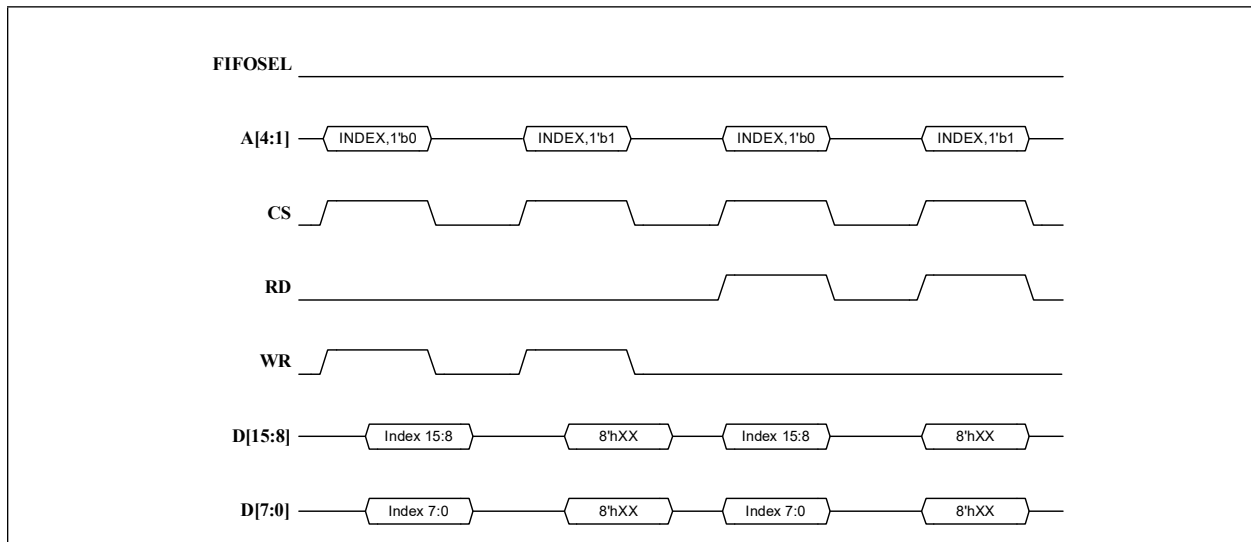 FIFOSEL
A[4:1] INDEX,1'b0 INDEX,1'b1 INDEX,1'b0 INDEX,1'b1
CS
RD
WR
D[15:8] Index 15:8 8'hXX Index 15:8 8'hXX
D[7:0] Index 7:0 8'hXX Index 7:0 8'hXX